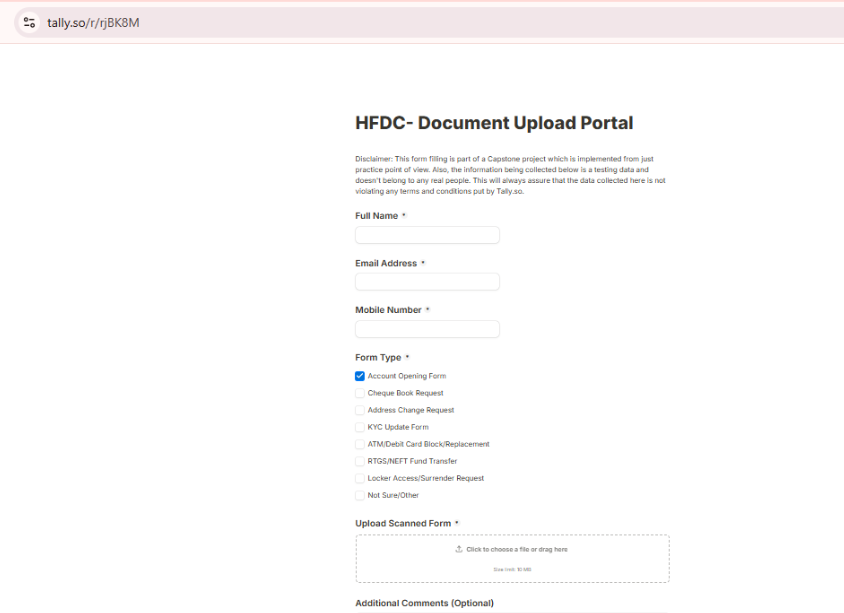 tally.so/r/rjBK8M
HFDC- Document Upload Portal
Disclaimer: This form filling is part of a Capstone project which is implemented from just
practice point of view. Also, the information being collected below is a testing data and
doesn't belong to any real people. This will always assure that the data collected here is not
violating any terms and conditions put by Tally.so.
Full Name *
Email Address *
Mobile Number *
Form Type *
Account Opening Form
Cheque Book Request
Address Change Request
KYC Update Form
ATM/Debit Card Block/Replacement
RTGS/NEFT Fund Transfer
Locker Access/Surrender Request
Not Sure/Other
Upload Scanned Form *
Click to choose a file or drag here
Size limit: 10 MB
Additional Comments (Optional)